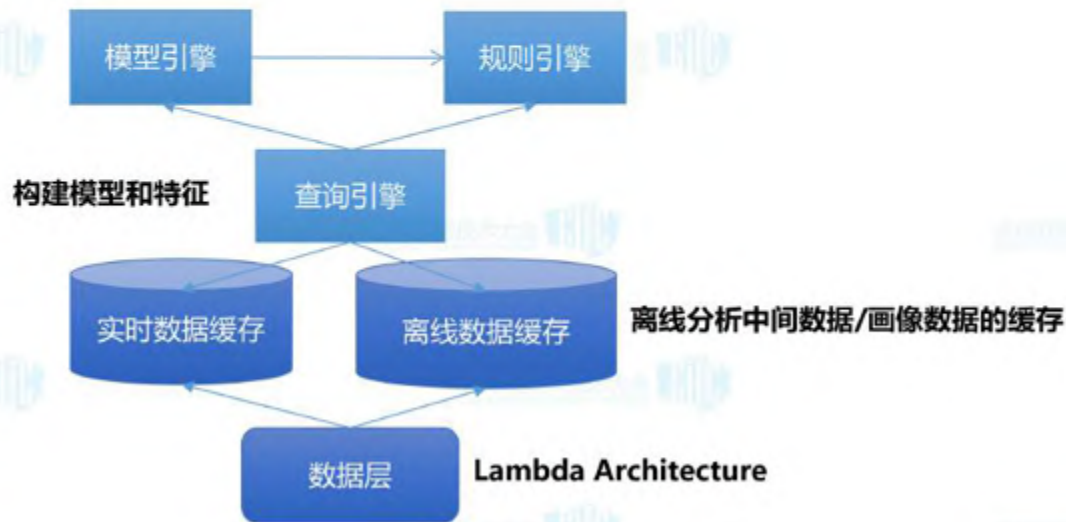 模型引擎
规则引擎
构建模型和特征
查询引擎
实时数据缓存
离线数据缓存
离线分析中间数据/画像数据的缓存
数据层
Lambda Architecture